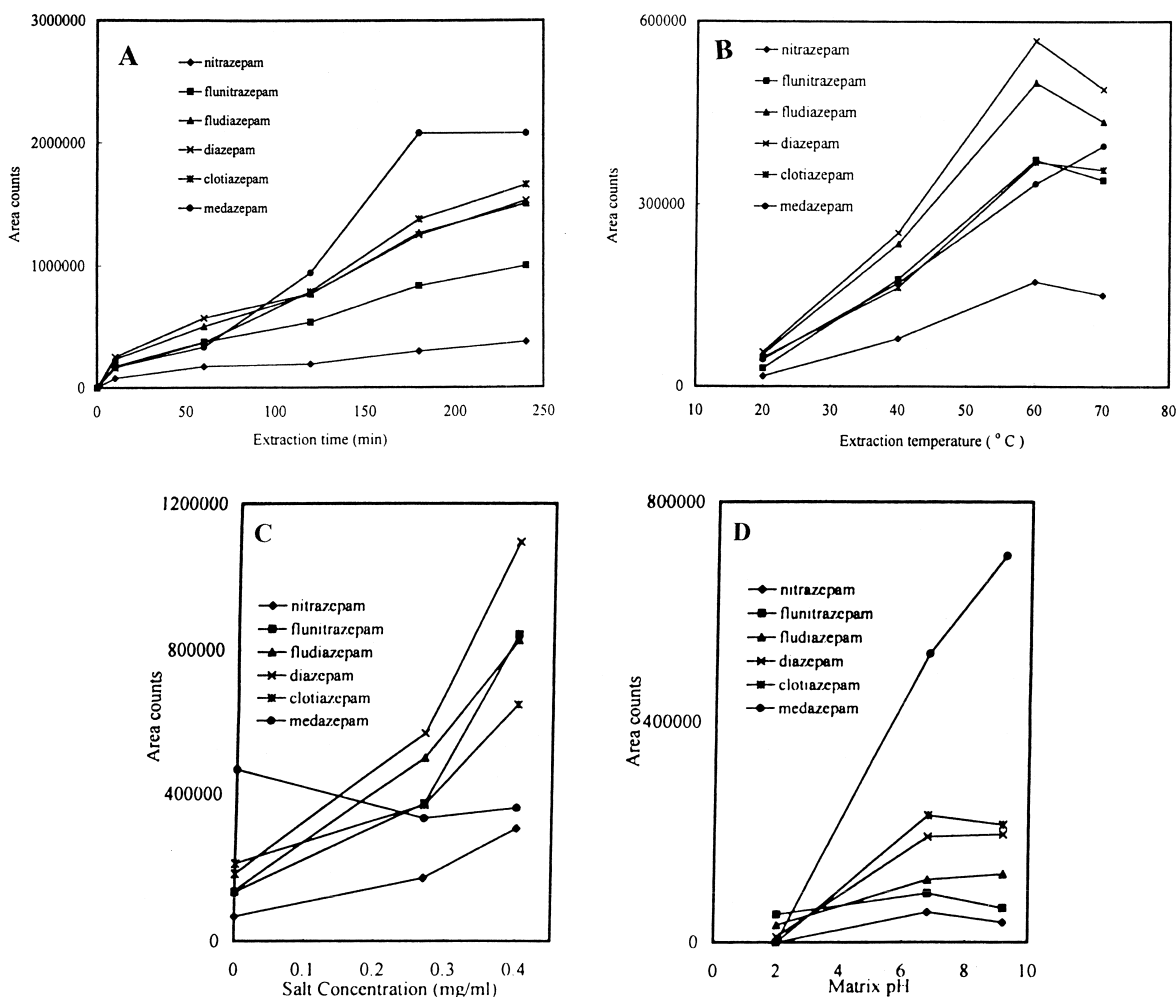 A
nitrazepam
flunitrazepam
fludiazepam
diazepam
clotiazepam
medazepam
3000000
2000000
1000000
0
Area counts
0 50 100 150 200 250
Extraction time (min)
B
nitrazepam
flunitrazepam
fludiazepam
diazepam
clotiazepam
medazepam
600000
300000
0
Area counts
10 20 30 40 50 60 70 80
Extraction temperature ( °C)
C
nitrazepam
flunitrazepam
fludiazepam
diazepam
clotiazepam
medazepam
1200000
800000
400000
0
Area counts
0 0.1 0.2 0.3 0.4
Salt Concentration (mg/ml)
D
nitrazepam
flunitrazepam
fludiazepam
diazepam
clotiazepam
medazepam
800000
400000
0
Area counts
0 2 4 6 8 10
Matrix pH